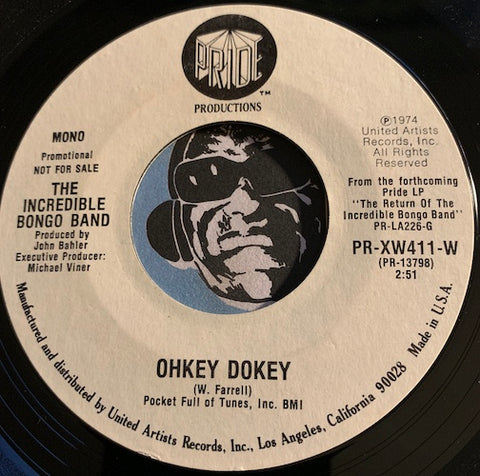 PRIDE
™
PRODUCTIONS
MONO
Promotional
NOT FOR SALE
THE
INCREDIBLE
BONGO BAND
Produced by
John Bahler
Executive Producer:
Michael Viner
℗1974
United Artists
Records, Inc.
All Rights
Reserved
From the forthcoming
Pride LP
"The Return Of The
Incredible Bongo Band"
PR-LA226-G
PR-XW411-W
(PR-13798)
2:51
OHKEY DOKEY
(W. Farrell)
Pocket Full of Tunes, Inc. BMI
Manufactured and distributed by United Artists Records, Inc., Los Angeles, California 90028 Made in U.S.A.